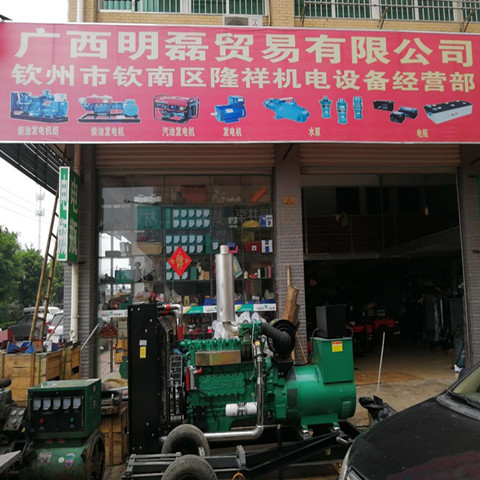 广西明磊贸易有限公司
钦州市钦南区隆祥机电设备经营部
柴油发电机组 柴油发电机 汽油发电机 发电机 水泵 电瓶